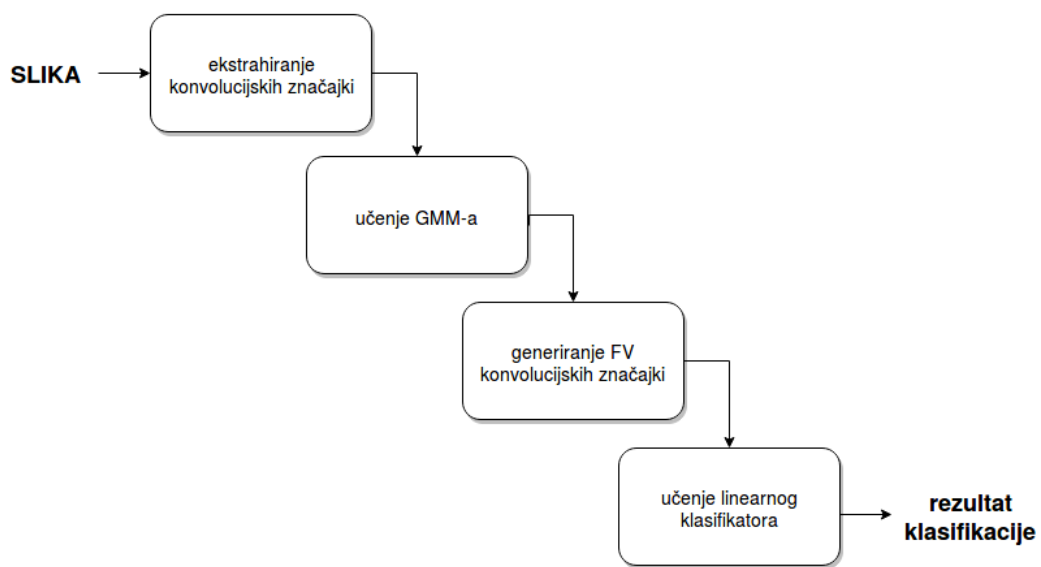 SLIKA
ekstrahiranje
konvolucijskih značajki
učenje GMM-a
generiranje FV
konvolucijskih značajki
učenje linearnog
klasifikatora
rezultat
klasifikacije